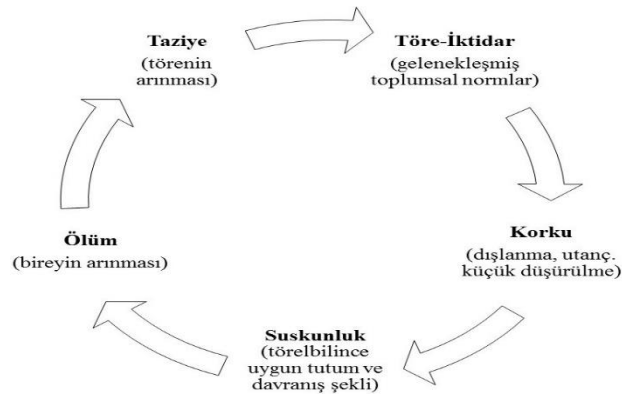 Taziye
(törenin
arınması)
Töre-İktidar
(gelenekleşmiş
toplumsal normlar)
Korku
(dışlanma, utanç.
küçük düşürülme)
Suskunluk
(törelbilince
uygun tutum ve
davranış şekli)
Ölüm
(bireyin arınması)